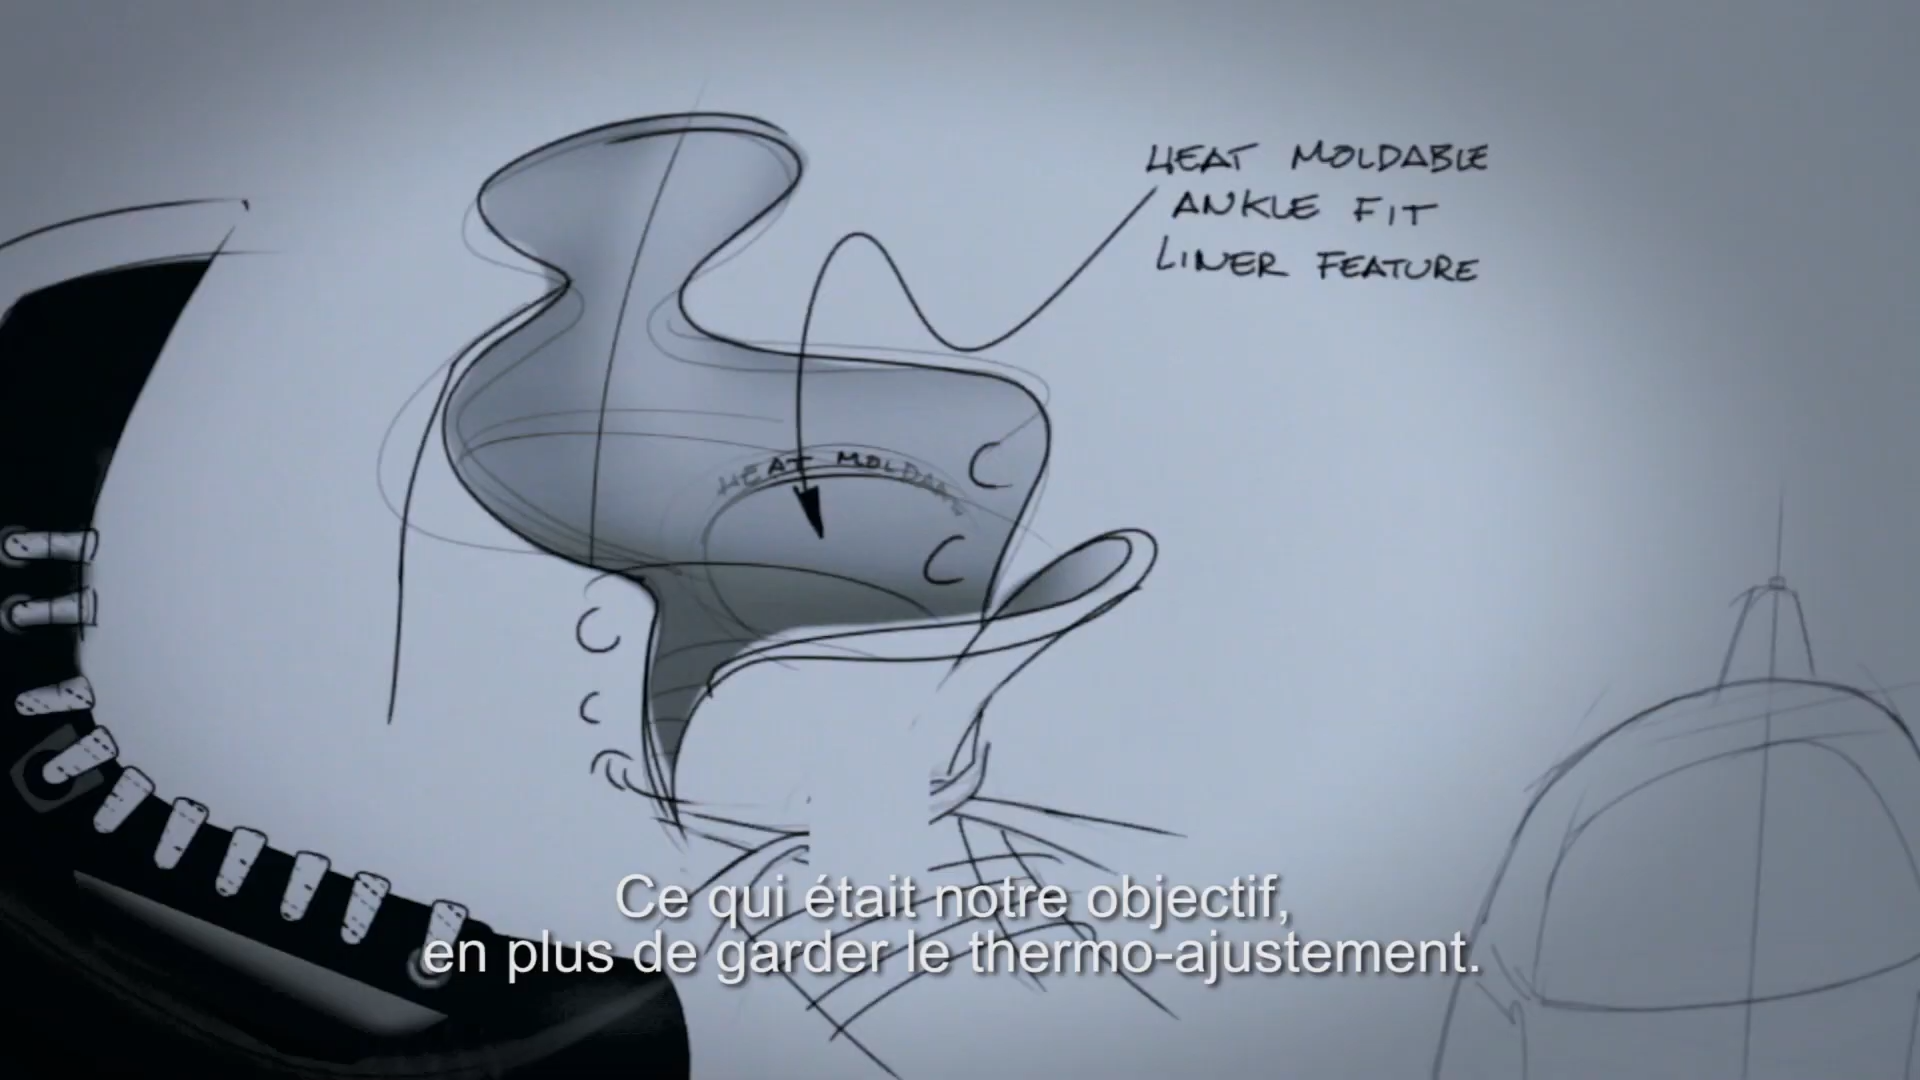 HEAT MOLDABLE
ANKLE FIT
LINER FEATURE
HEAT MOLDABL
Ce qui était notre objectif,
en plus de garder le thermo-ajustement.